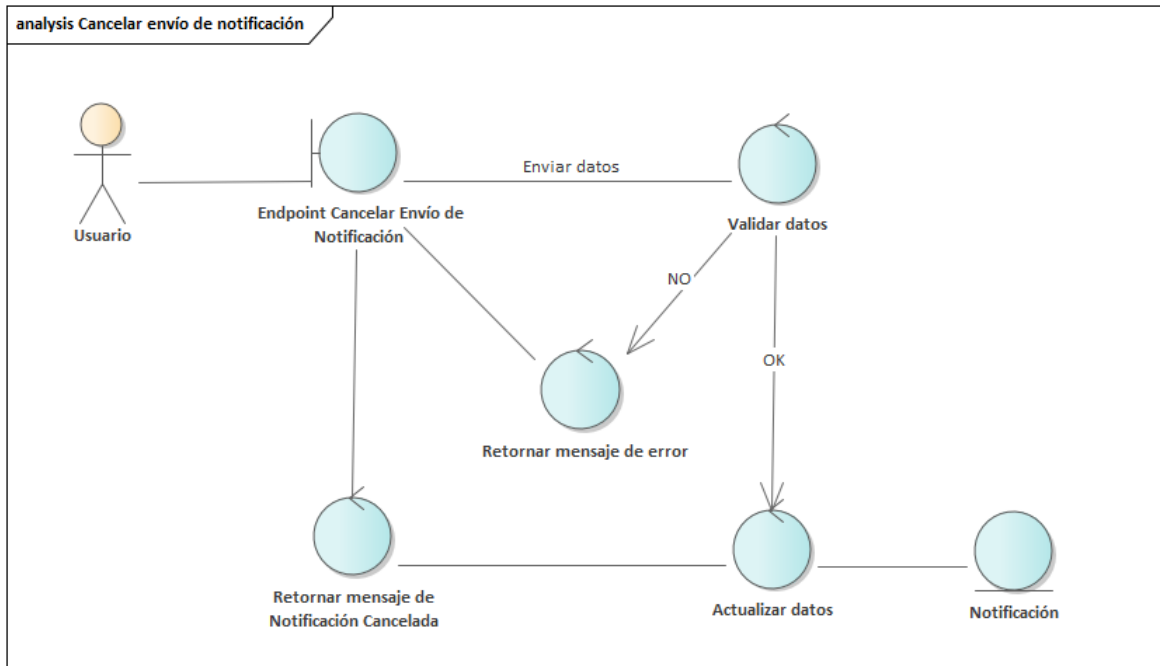 analysis Cancelar envío de notificación
Enviar datos
Usuario
Endpoint Cancelar Envío de
Notificación
Validar datos
NO
OK
Retornar mensaje de error
Retornar mensaje de
Notificación Cancelada
Actualizar datos
Notificación